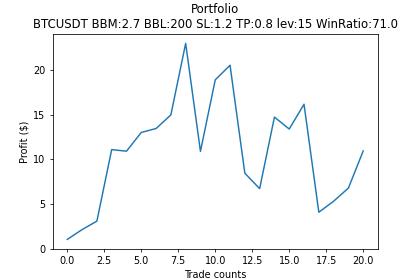 Portfolio
BTCUSDT BBM:2.7 BBL:200 SL:1.2 TP:0.8 lev:15 WinRatio:71.0
20
15
10
5
0
Profit ($)
0.0 2.5 5.0 7.5 10.0 12.5 15.0 17.5 20.0
Trade counts